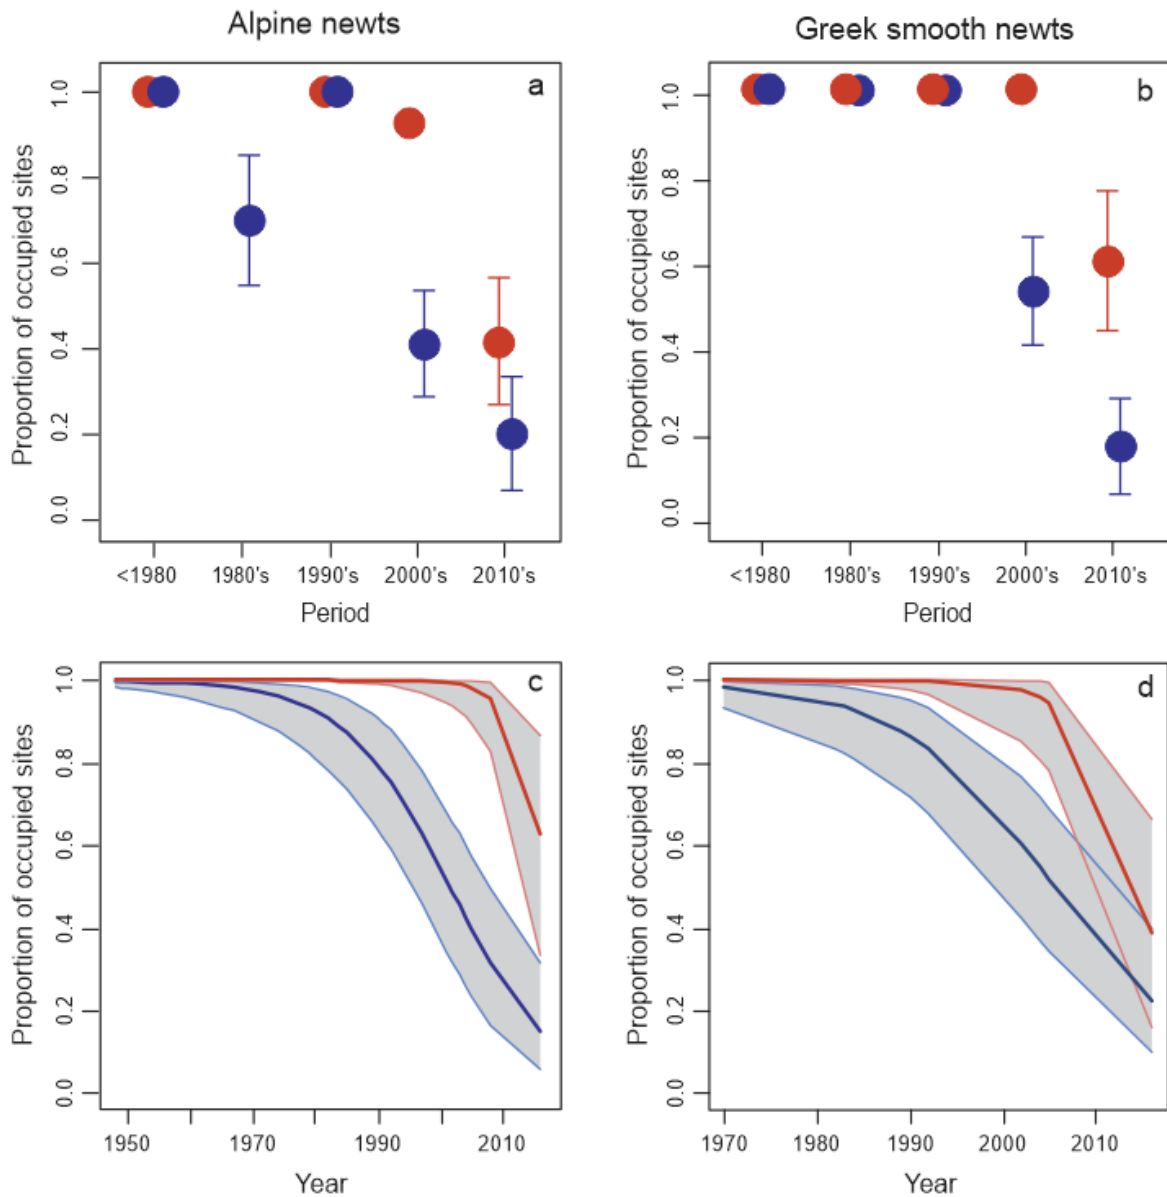 Alpine newts
Greek smooth newts
a
Proportion of occupied sites
1.0
0.8
0.6
0.4
0.2
0.0
<1980
1980's
1990's
2000's
2010's
Period
b
Proportion of occupied sites
1.0
0.8
0.6
0.4
0.2
0.0
<1980
1980's
1990's
2000's
2010's
Period
c
Proportion of occupied sites
1.0
0.8
0.6
0.4
0.2
0.0
1950
1970
1990
2010
Year
d
Proportion of occupied sites
1.0
0.8
0.6
0.4
0.2
0.0
1970
1980
1990
2000
2010
Year